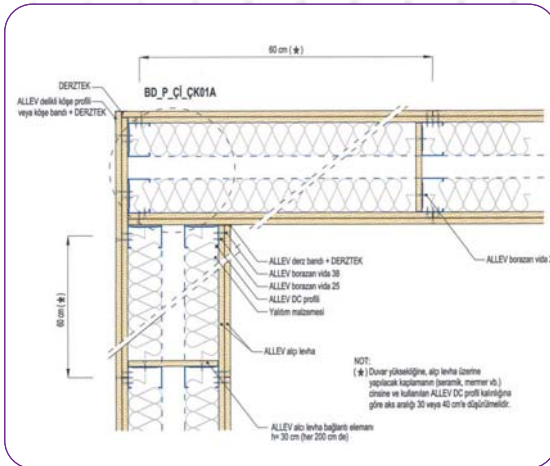 60 cm (★)
DERZTEK
BD_P_Çİ_ÇK01A
ALLEV delikli köşe profili
veya köşe bandı + DERZTEK
60 cm (★)
ALLEV derz bandı + DERZTEK
ALLEV borazan vida 38
ALLEV borazan vida 25
ALLEV DC profili
Yalıtım malzemesi
ALLEV borazan vida
ALLEV alçı levha
NOT:
(★) Duvar yüksekliğine, alçı levha üzerine
yapılacak kaplamanın (seramik, mermer vb.)
cinsine ve kullanılan ALLEV DC profil kalınlığına
göre aks aralığı 30 veya 40 cm'e düşürülmelidir.
ALLEV alçı levha bağlantı elemanı
h= 30 cm (her 200 cm de)